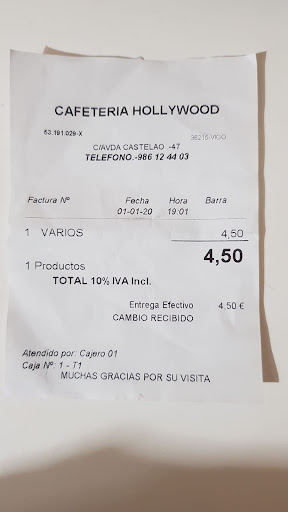 CAFETERIA HOLLYWOOD
53.191.029-X 36215-VIGO
C/AVDA CASTELAO -47
TELEFONO.-986 12 44 03
Factura Nº Fecha Hora Barra
01-01-20 19:01
1 VARIOS 4,50
4,50
1 Productos
TOTAL 10% IVA Incl.
Entrega Efectivo 4,50 €
CAMBIO RECIBIDO
Atendido por: Cajero 01
Caja Nº: 1 - T1
MUCHAS GRACIAS POR SU VISITA